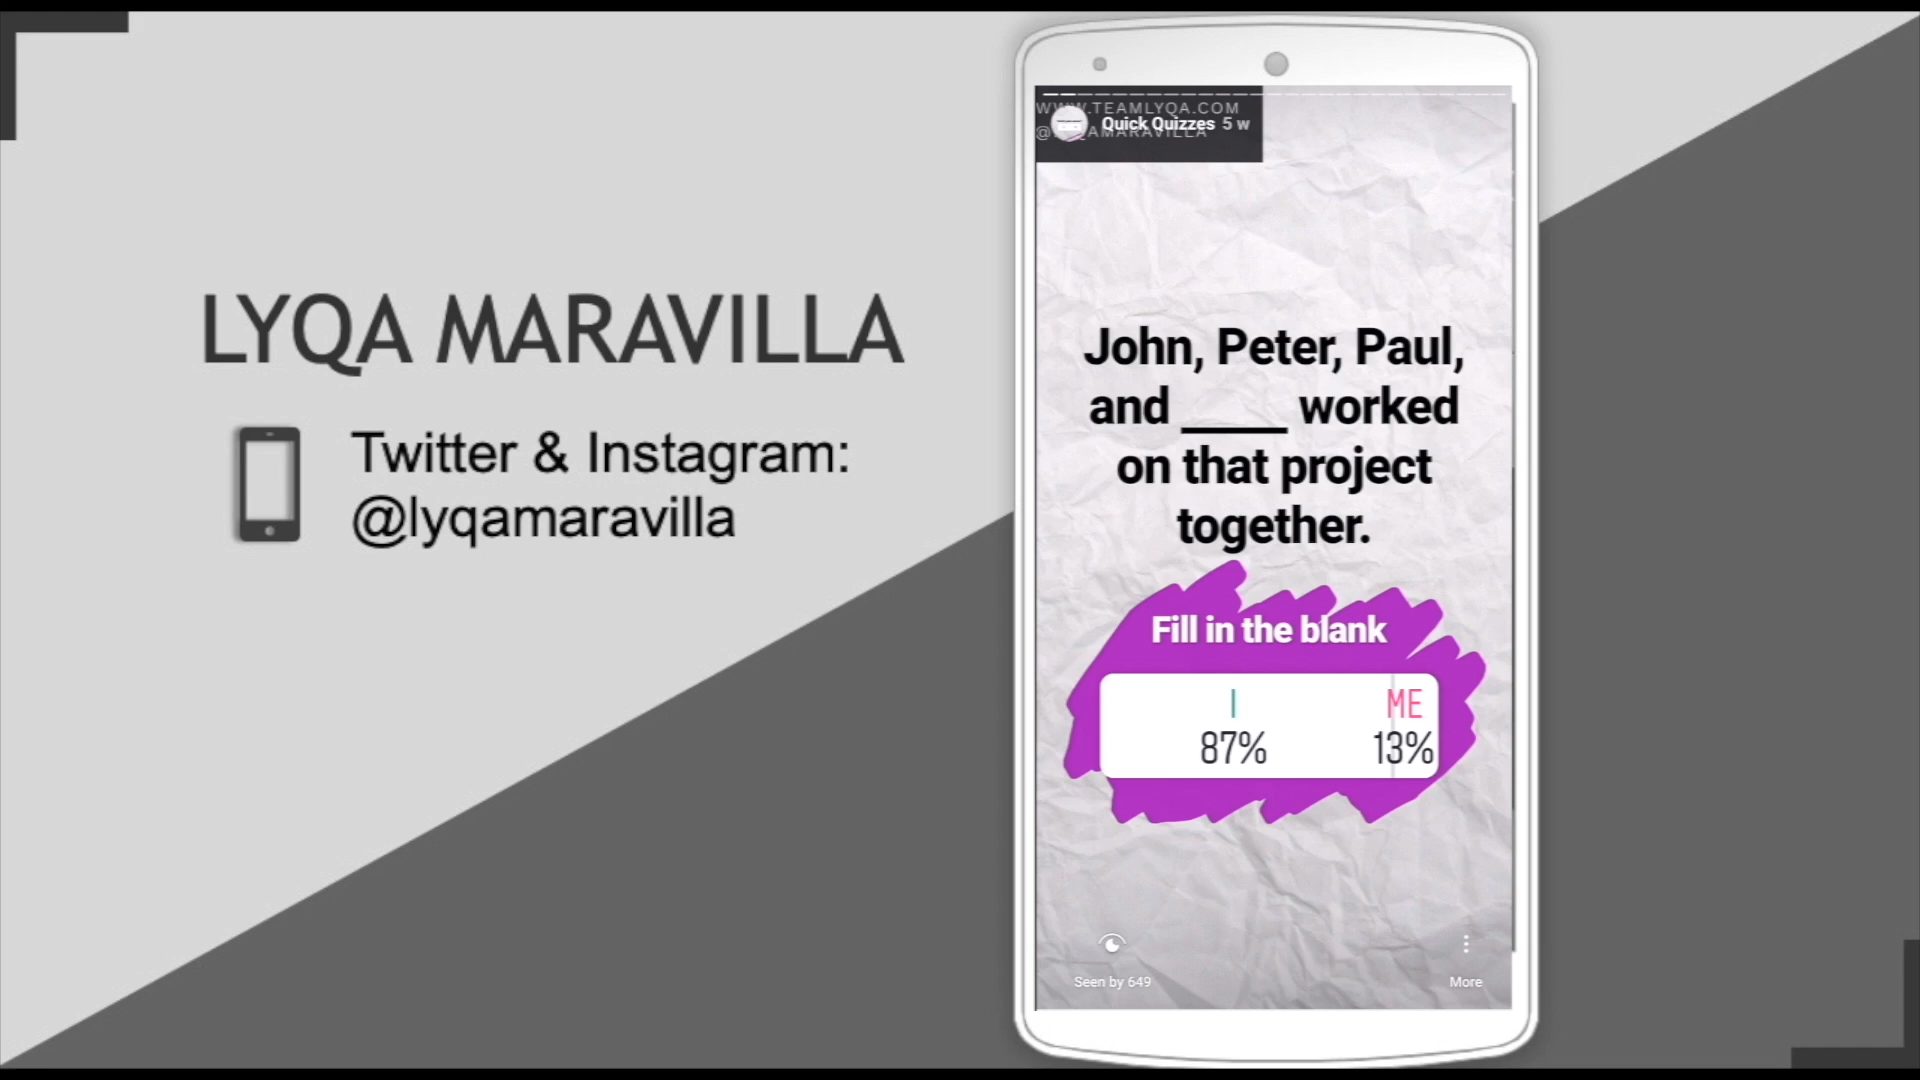 LYQA MARAVILLA
Twitter & Instagram:
@lyqamaravilla
WWW.TEAMLYQA.COM
Quick Quizzes 5 w
John, Peter, Paul,
and ____ worked
on that project
together.
Fill in the blank
I ME
87% 13%
Seen by 649
More